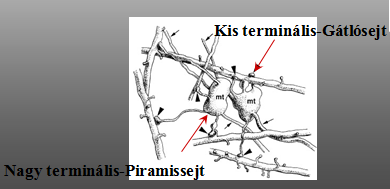 Kis terminális-Gátlósejt
mt
mt
Nagy terminális-Piramissejt